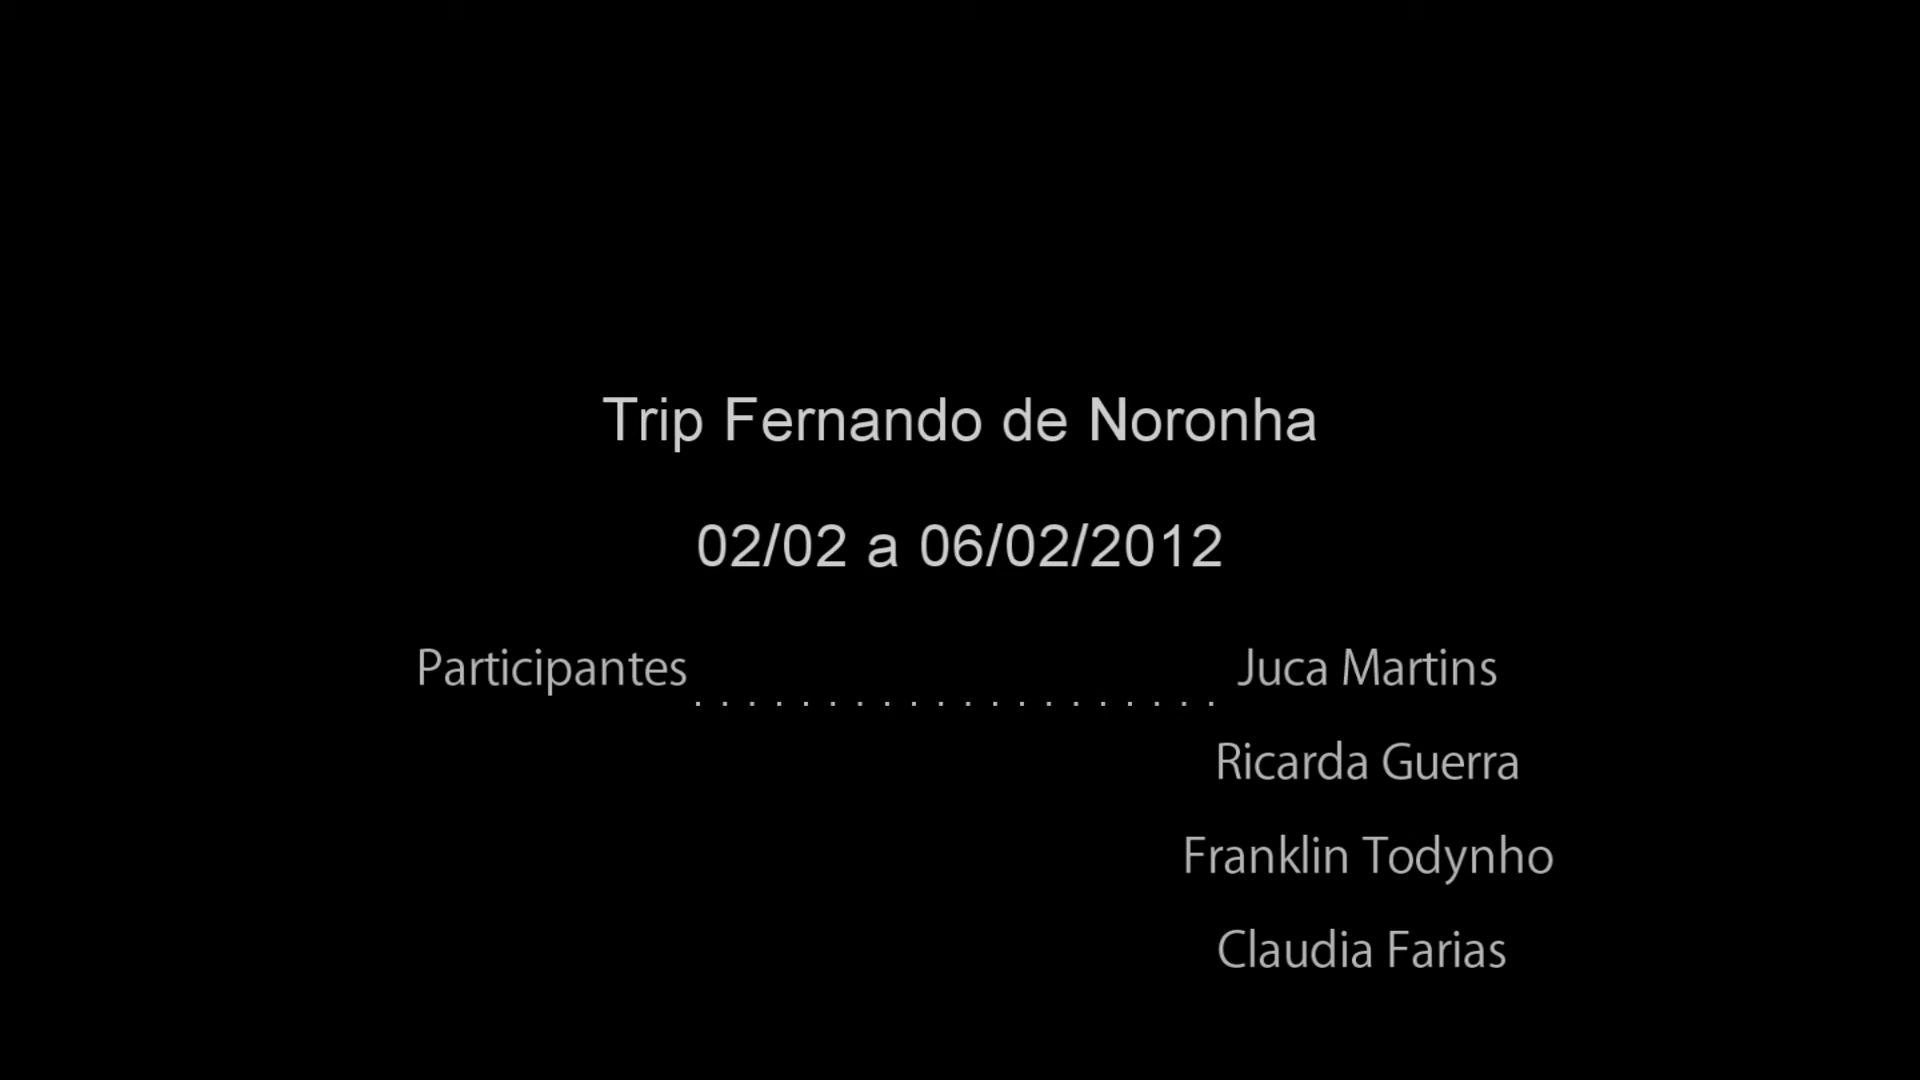 Trip Fernando de Noronha
02/02 a 06/02/2012
Participantes . . . . . . . . . . . . . . . . . . . . Juca Martins
Ricarda Guerra
Franklin Todynho
Claudia Farias